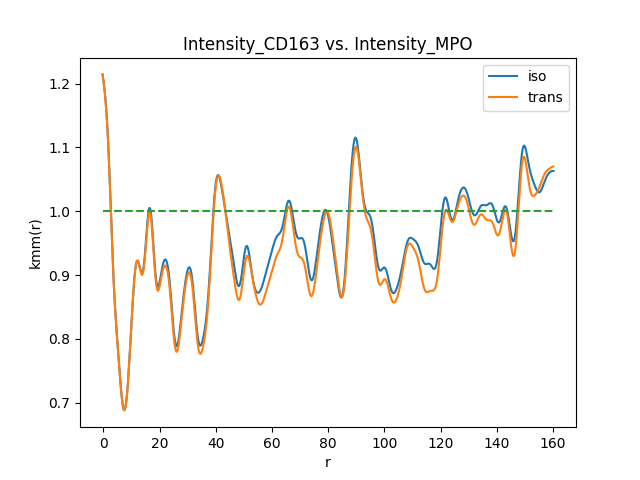 Intensity_CD163 vs. Intensity_MPO
iso
trans
1.2
1.1
1.0
0.9
0.8
0.7
kmm(r)
0 20 40 60 80 100 120 140 160
r